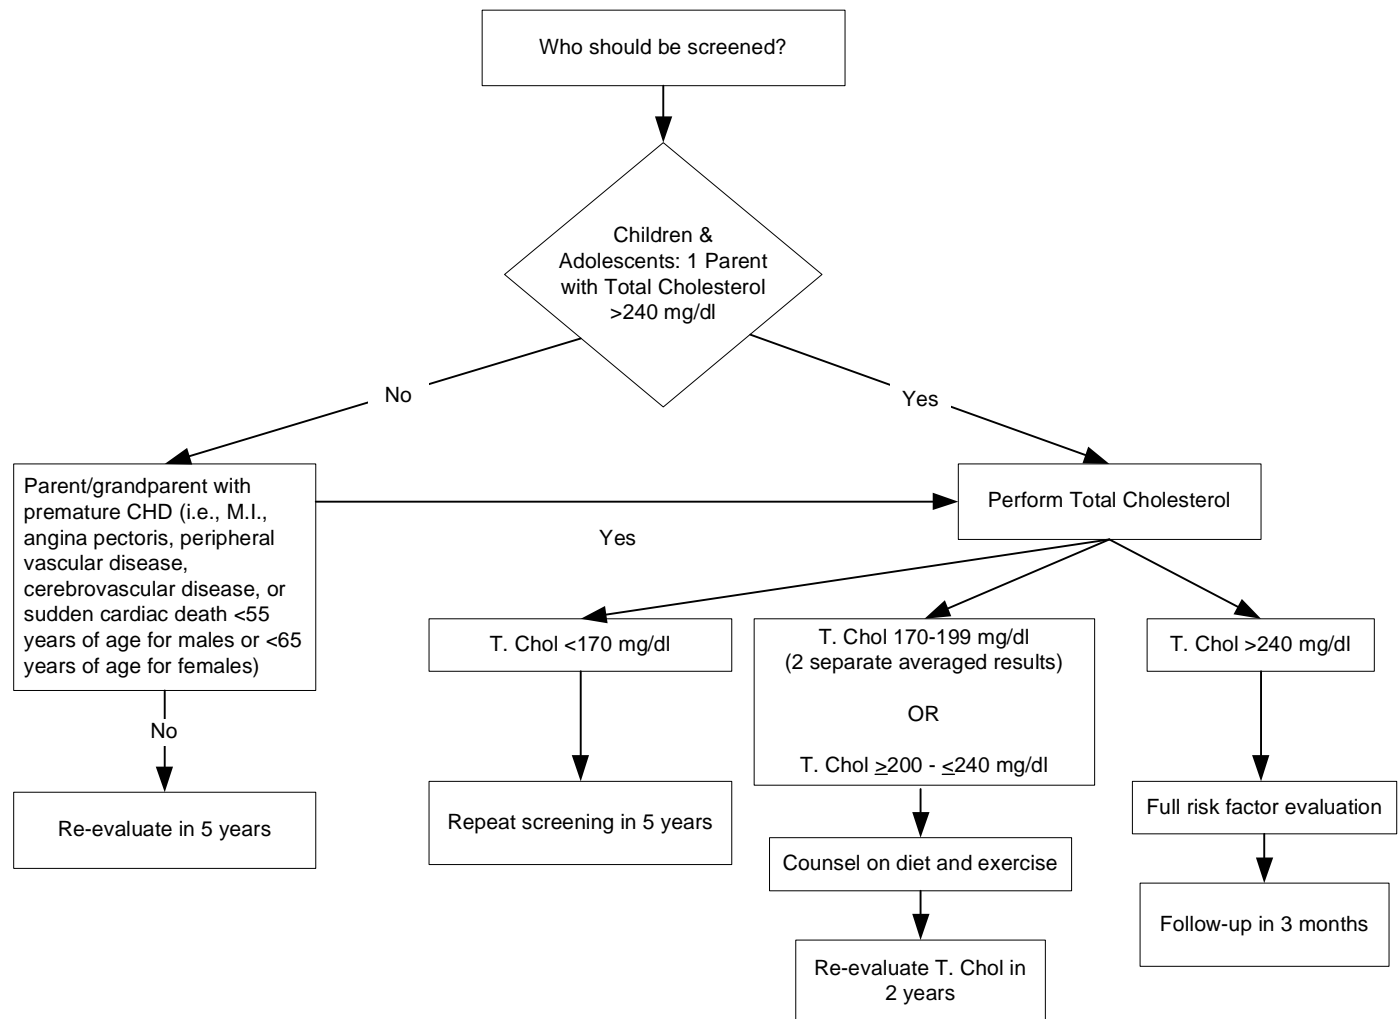 Who should be screened?
Children &
Adolescents: 1 Parent
with Total Cholesterol
>240 mg/dl
No
Yes
Parent/grandparent with
premature CHD (i.e., M.I.,
angina pectoris, peripheral
vascular disease,
cerebrovascular disease, or
sudden cardiac death <55
years of age for males or <65
years of age for females)
Yes
Perform Total Cholesterol
No
Re-evaluate in 5 years
T. Chol <170 mg/dl
Repeat screening in 5 years
T. Chol 170-199 mg/dl
(2 separate averaged results)
OR
T. Chol ≥200 - ≤240 mg/dl
Counsel on diet and exercise
Re-evaluate T. Chol in
2 years
T. Chol >240 mg/dl
Full risk factor evaluation
Follow-up in 3 months